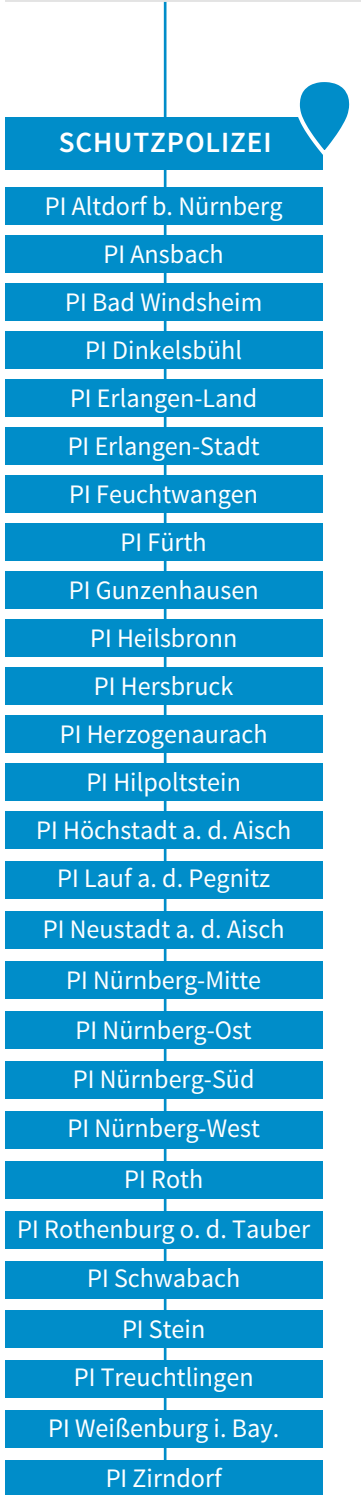 SCHUTZPOLIZEI
PI Altdorf b. Nürnberg
PI Ansbach
PI Bad Windsheim
PI Dinkelsbühl
PI Erlangen-Land
PI Erlangen-Stadt
PI Feuchtwangen
PI Fürth
PI Gunzenhausen
PI Heilsbronn
PI Hersbruck
PI Herzogenaurach
PI Hilpoltstein
PI Höchstadt a. d. Aisch
PI Lauf a. d. Pegnitz
PI Neustadt a. d. Aisch
PI Nürnberg-Mitte
PI Nürnberg-Ost
PI Nürnberg-Süd
PI Nürnberg-West
PI Roth
PI Rothenburg o. d. Tauber
PI Schwabach
PI Stein
PI Treuchtlingen
PI Weißenburg i. Bay.
PI Zirndorf